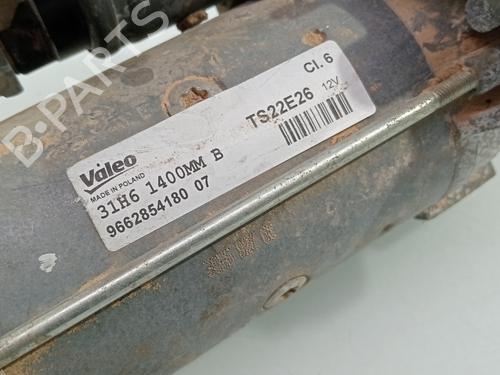 B-PARTS
Valeo
MADE IN POLAND
31H6 1400MM B
9662854180 07
Cl.6
TS22E26 12V